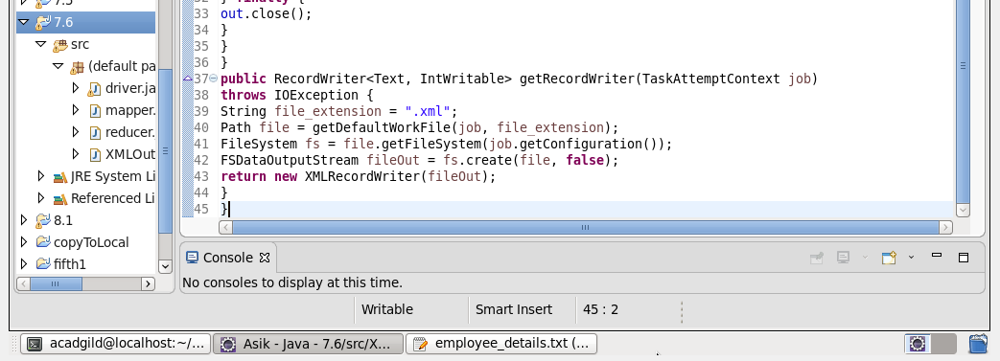 7.5
7.6
src
(default pa
driver.ja
mapper.
reducer.
XMLOut
JRE System Li
Referenced Li
8.1
copyToLocal
fifth1
32 } finally {
33 out.close();
34 }
35 }
36 }
37 public RecordWriter<Text, IntWritable> getRecordWriter(TaskAttemptContext job)
38 throws IOException {
39 String file_extension = ".xml";
40 Path file = getDefaultWorkFile(job, file_extension);
41 FileSystem fs = file.getFileSystem(job.getConfiguration());
42 FSDataOutputStream fileOut = fs.create(file, false);
43 return new XMLRecordWriter(fileOut);
44 }
45 }
Console
No consoles to display at this time.
Writable Smart Insert 45 : 2
acadgild@localhost:~/... Asik - Java - 7.6/src/X... employee_details.txt (...